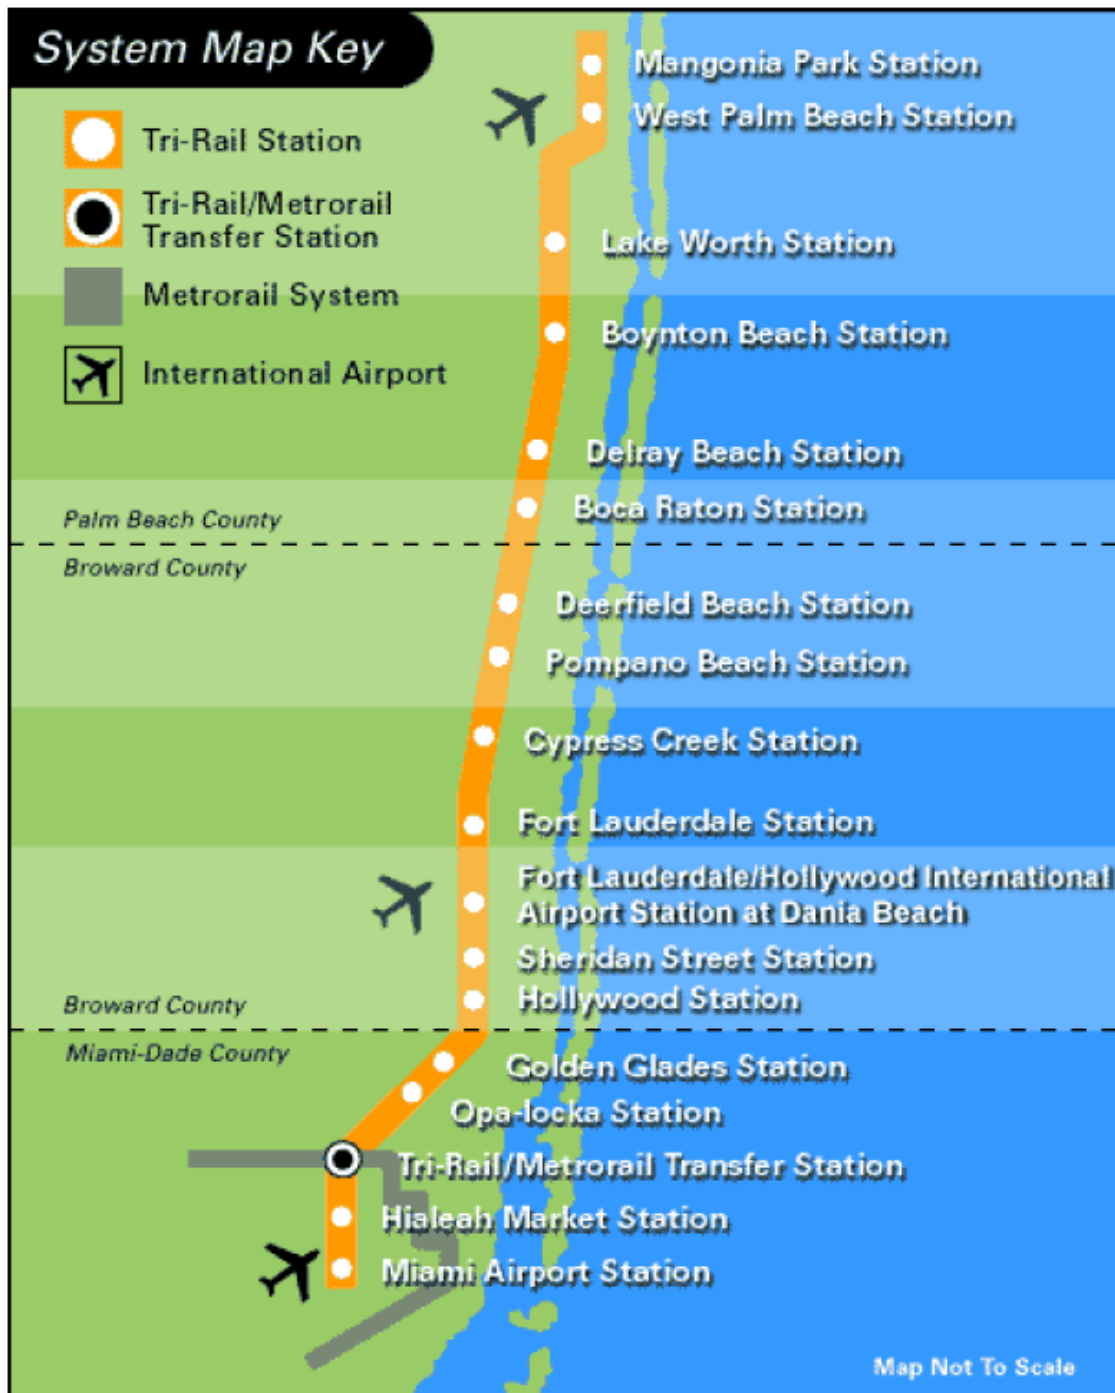 System Map Key
Tri-Rail Station
Tri-Rail/Metrorail
Transfer Station
Metrorail System
International Airport
Mangonia Park Station
West Palm Beach Station
Lake Worth Station
Boynton Beach Station
Delray Beach Station
Boca Raton Station
Palm Beach County
Broward County
Deerfield Beach Station
Pompano Beach Station
Cypress Creek Station
Fort Lauderdale Station
Fort Lauderdale/Hollywood International
Airport Station at Dania Beach
Sheridan Street Station
Hollywood Station
Broward County
Miami-Dade County
Golden Glades Station
Opa-locka Station
Tri-Rail/Metrorail Transfer Station
Hialeah Market Station
Miami Airport Station
Map Not To Scale